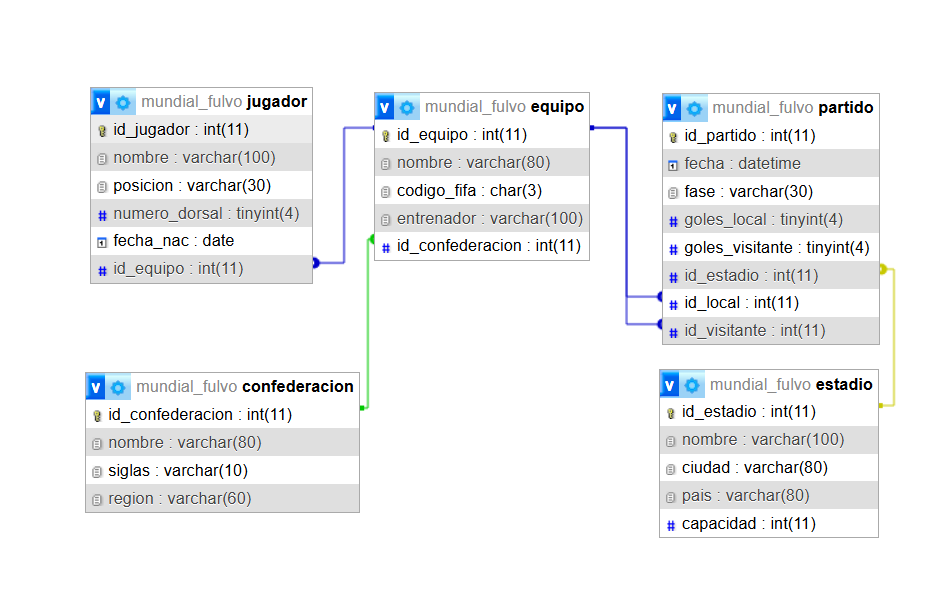 v mundial_fulvo jugador
id_jugador : int(11)
nombre : varchar(100)
posicion : varchar(30)
# numero_dorsal : tinyint(4)
fecha_nac : date
# id_equipo : int(11)
v mundial_fulvo equipo
id_equipo : int(11)
nombre : varchar(80)
codigo_fifa : char(3)
entrenador : varchar(100)
# id_confederacion : int(11)
v mundial_fulvo partido
id_partido : int(11)
fecha : datetime
fase : varchar(30)
# goles_local : tinyint(4)
# goles_visitante : tinyint(4)
# id_estadio : int(11)
# id_local : int(11)
# id_visitante : int(11)
v mundial_fulvo confederacion
id_confederacion : int(11)
nombre : varchar(80)
siglas : varchar(10)
region : varchar(60)
v mundial_fulvo estadio
id_estadio : int(11)
nombre : varchar(100)
ciudad : varchar(80)
pais : varchar(80)
# capacidad : int(11)